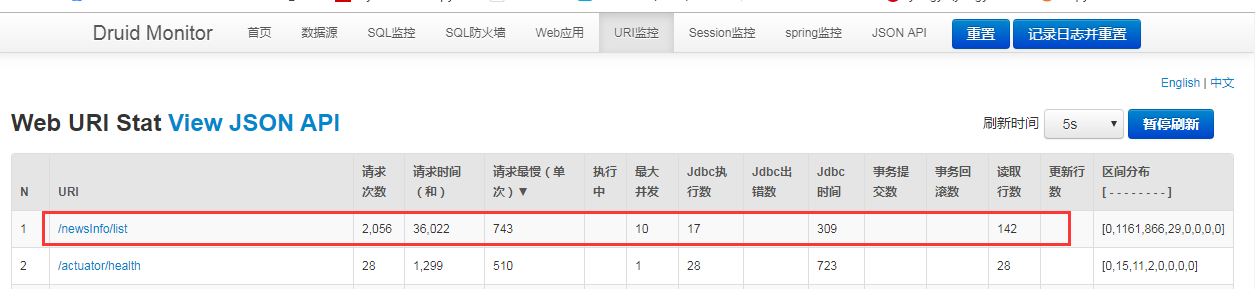 Druid Monitor 首页 数据源 SQL监控 SQL防火墙 Web应用 URI监控 Session监控 spring监控 JSON API 重置 记录日志并重置
English | 中文
Web URI Stat View JSON API 刷新时间 5s 暂停刷新
N URI 请求次数 请求时间（和） 请求最慢（单次）▼ 执行中 最大并发 Jdbc执行数 Jdbc出错数 Jdbc时间 事务提交数 事务回滚数 读取行数 更新行数 区间分布 [ - - - - - - - - ]
1 /newsInfo/list 2,056 36,022 743 10 17 309 142 [0,1161,866,29,0,0,0,0]
2 /actuator/health 28 1,299 510 1 28 723 28 [0,15,11,2,0,0,0,0]